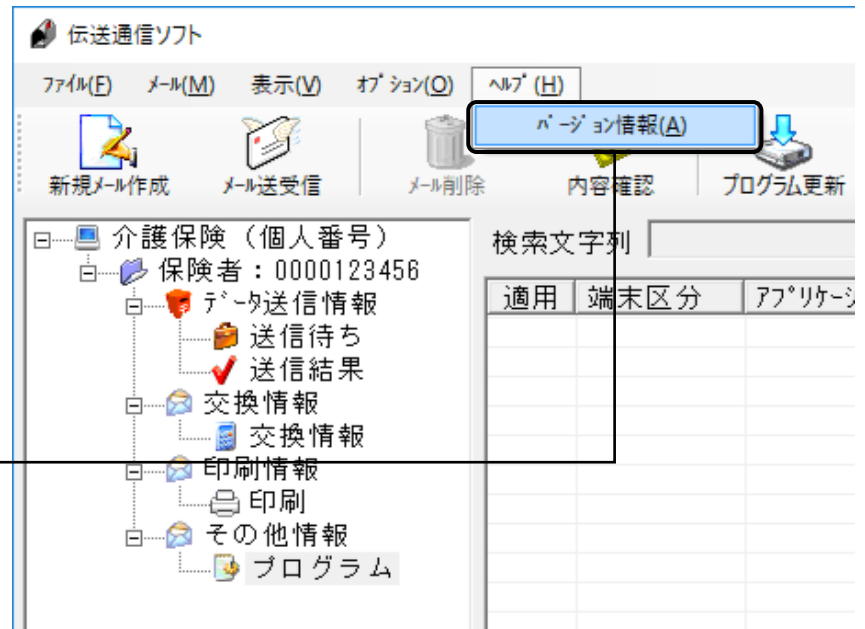 伝送通信ソフト
ﾌｧｲﾙ(F) ﾒｰﾙ(M) 表示(V) ｵﾌﾟｼｮﾝ(O) ﾍﾙﾌﾟ(H)
ﾊﾞｰｼﾞｮﾝ情報(A)
新規ﾒｰﾙ作成 ﾒｰﾙ送受信 ﾒｰﾙ削除 内容確認 プログラム更新
介護保険（個人番号）
保険者：0000123456
ﾃﾞｰﾀ送信情報
送信待ち
送信結果
交換情報
交換情報
印刷情報
印刷
その他情報
プログラム
検索文字列
適用 端末区分 ｱﾌﾟﾘｹｰｼ